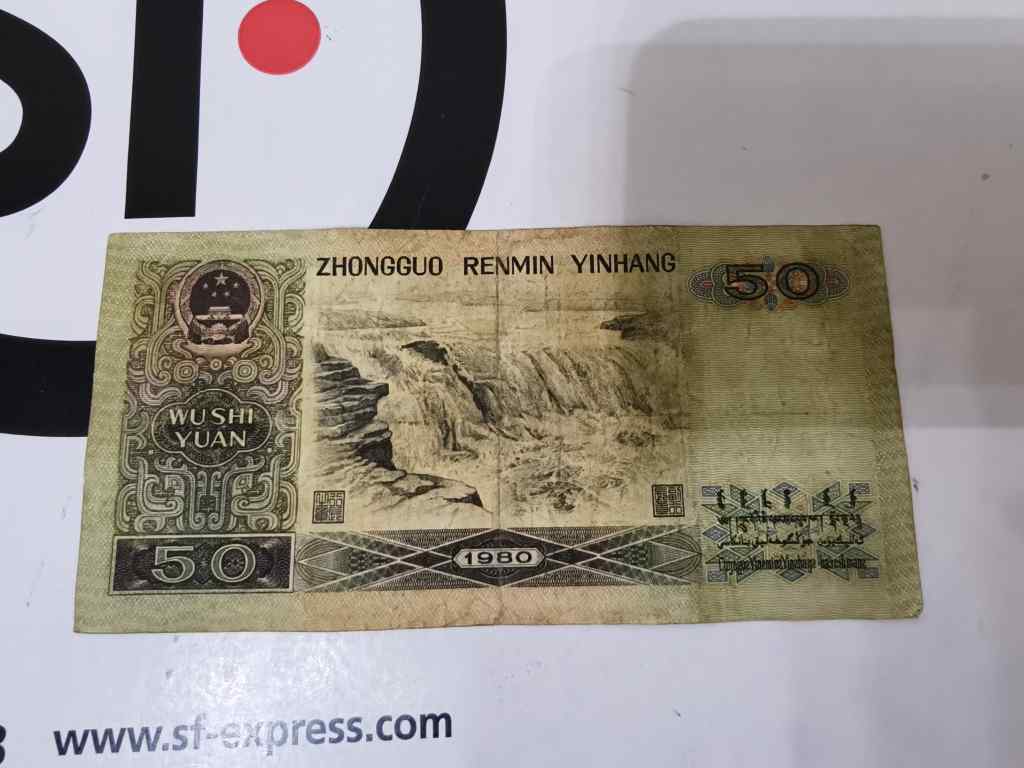 ZHONGGUO RENMIN YINHANG
50
WU SHI
YUAN
50
1980
www.sf-express.com